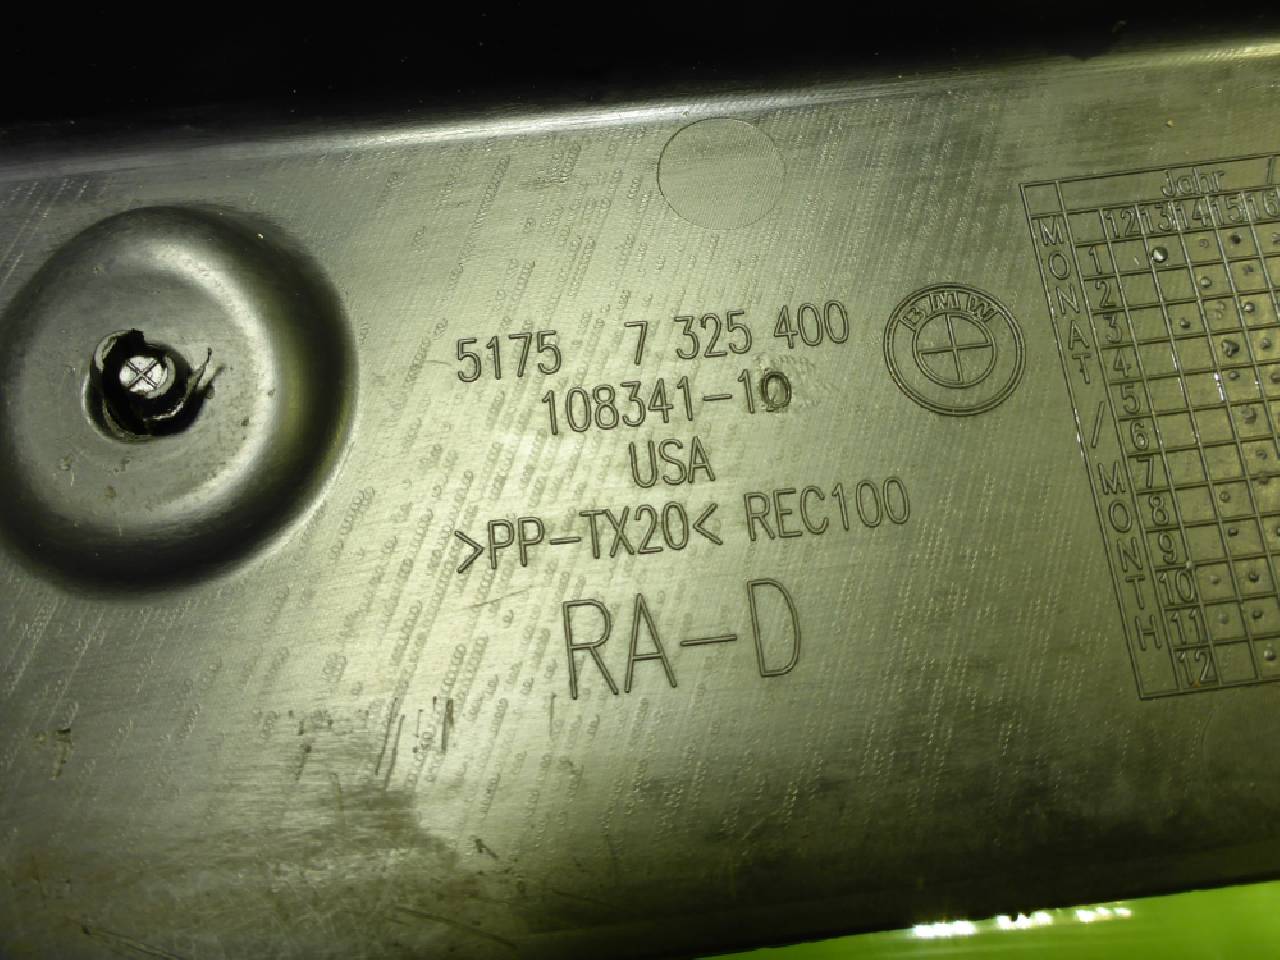 5175 7 325 400
108341-10
USA
>PP-TX20< REC100
RA-D
BMW
Jahr /
12 13 14 15 16
MONAT / MONTH
1
2
3
4
5
6
7
8
9
10
11
12